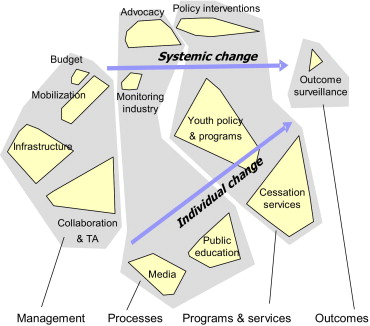 Advocacy
Policy interventions
Systemic change
Budget
Mobilization
Monitoring
industry
Outcome
surveillance
Infrastructure
Youth policy
& programs
Individual change
Cessation
services
Collaboration
& TA
Public
education
Media
Management
Processes
Programs & services
Outcomes